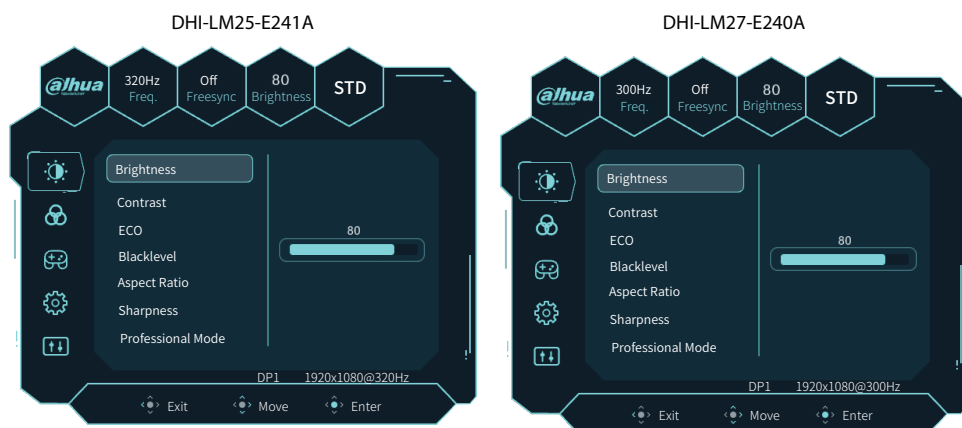 DHI-LM25-E241A
alhua
TECHNOLOGY
320Hz
Freq.
Off
Freesync
80
Brightness
STD
Brightness
Contrast
ECO
Blacklevel
Aspect Ratio
Sharpness
Professional Mode
80
DP1 1920x1080@320Hz
Exit Move Enter
DHI-LM27-E240A
alhua
TECHNOLOGY
300Hz
Freq.
Off
Freesync
80
Brightness
STD
Brightness
Contrast
ECO
Blacklevel
Aspect Ratio
Sharpness
Professional Mode
80
DP1 1920x1080@300Hz
Exit Move Enter